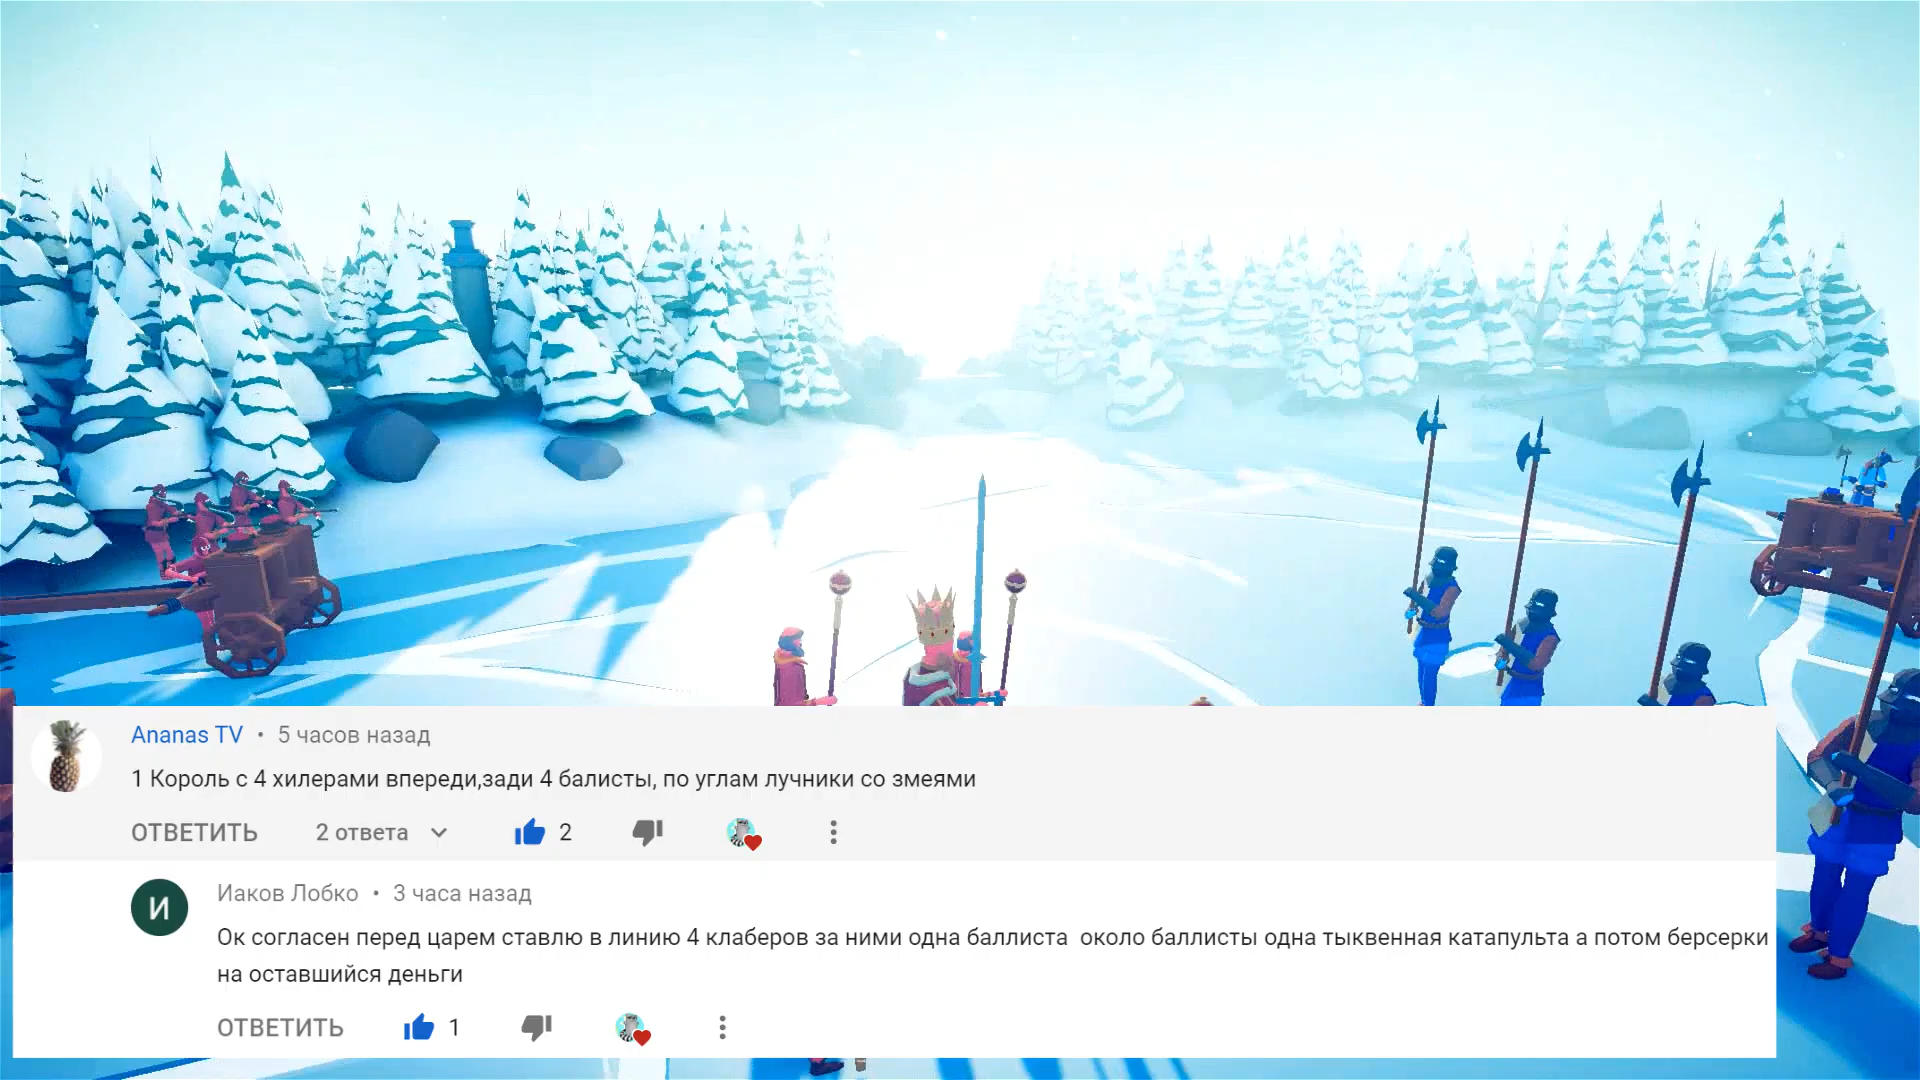 Ananas TV • 5 часов назад
1 Король с 4 хилерами впереди,зади 4 балисты, по углам лучники со змеями
ОТВЕТИТЬ 2 ответа 2
И
Иаков Лобко • 3 часа назад
Ок согласен перед царем ставлю в линию 4 клаберов за ними одна баллиста около баллисты одна тыквенная катапульта а потом берсерки
на оставшийся деньги
ОТВЕТИТЬ 1